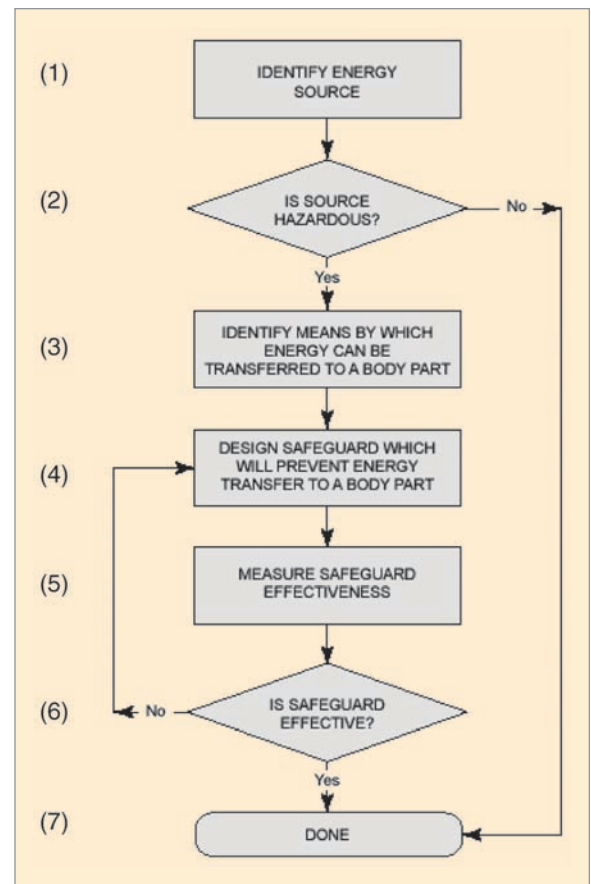 (1)
IDENTIFY ENERGY
SOURCE
(2)
IS SOURCE
HAZARDOUS?
No
Yes
(3)
IDENTIFY MEANS BY WHICH
ENERGY CAN BE
TRANSFERRED TO A BODY PART
(4)
DESIGN SAFEGUARD WHICH
WILL PREVENT ENERGY
TRANSFER TO A BODY PART
(5)
MEASURE SAFEGUARD
EFFECTIVENESS
(6)
No
IS SAFEGUARD
EFFECTIVE?
Yes
(7)
DONE